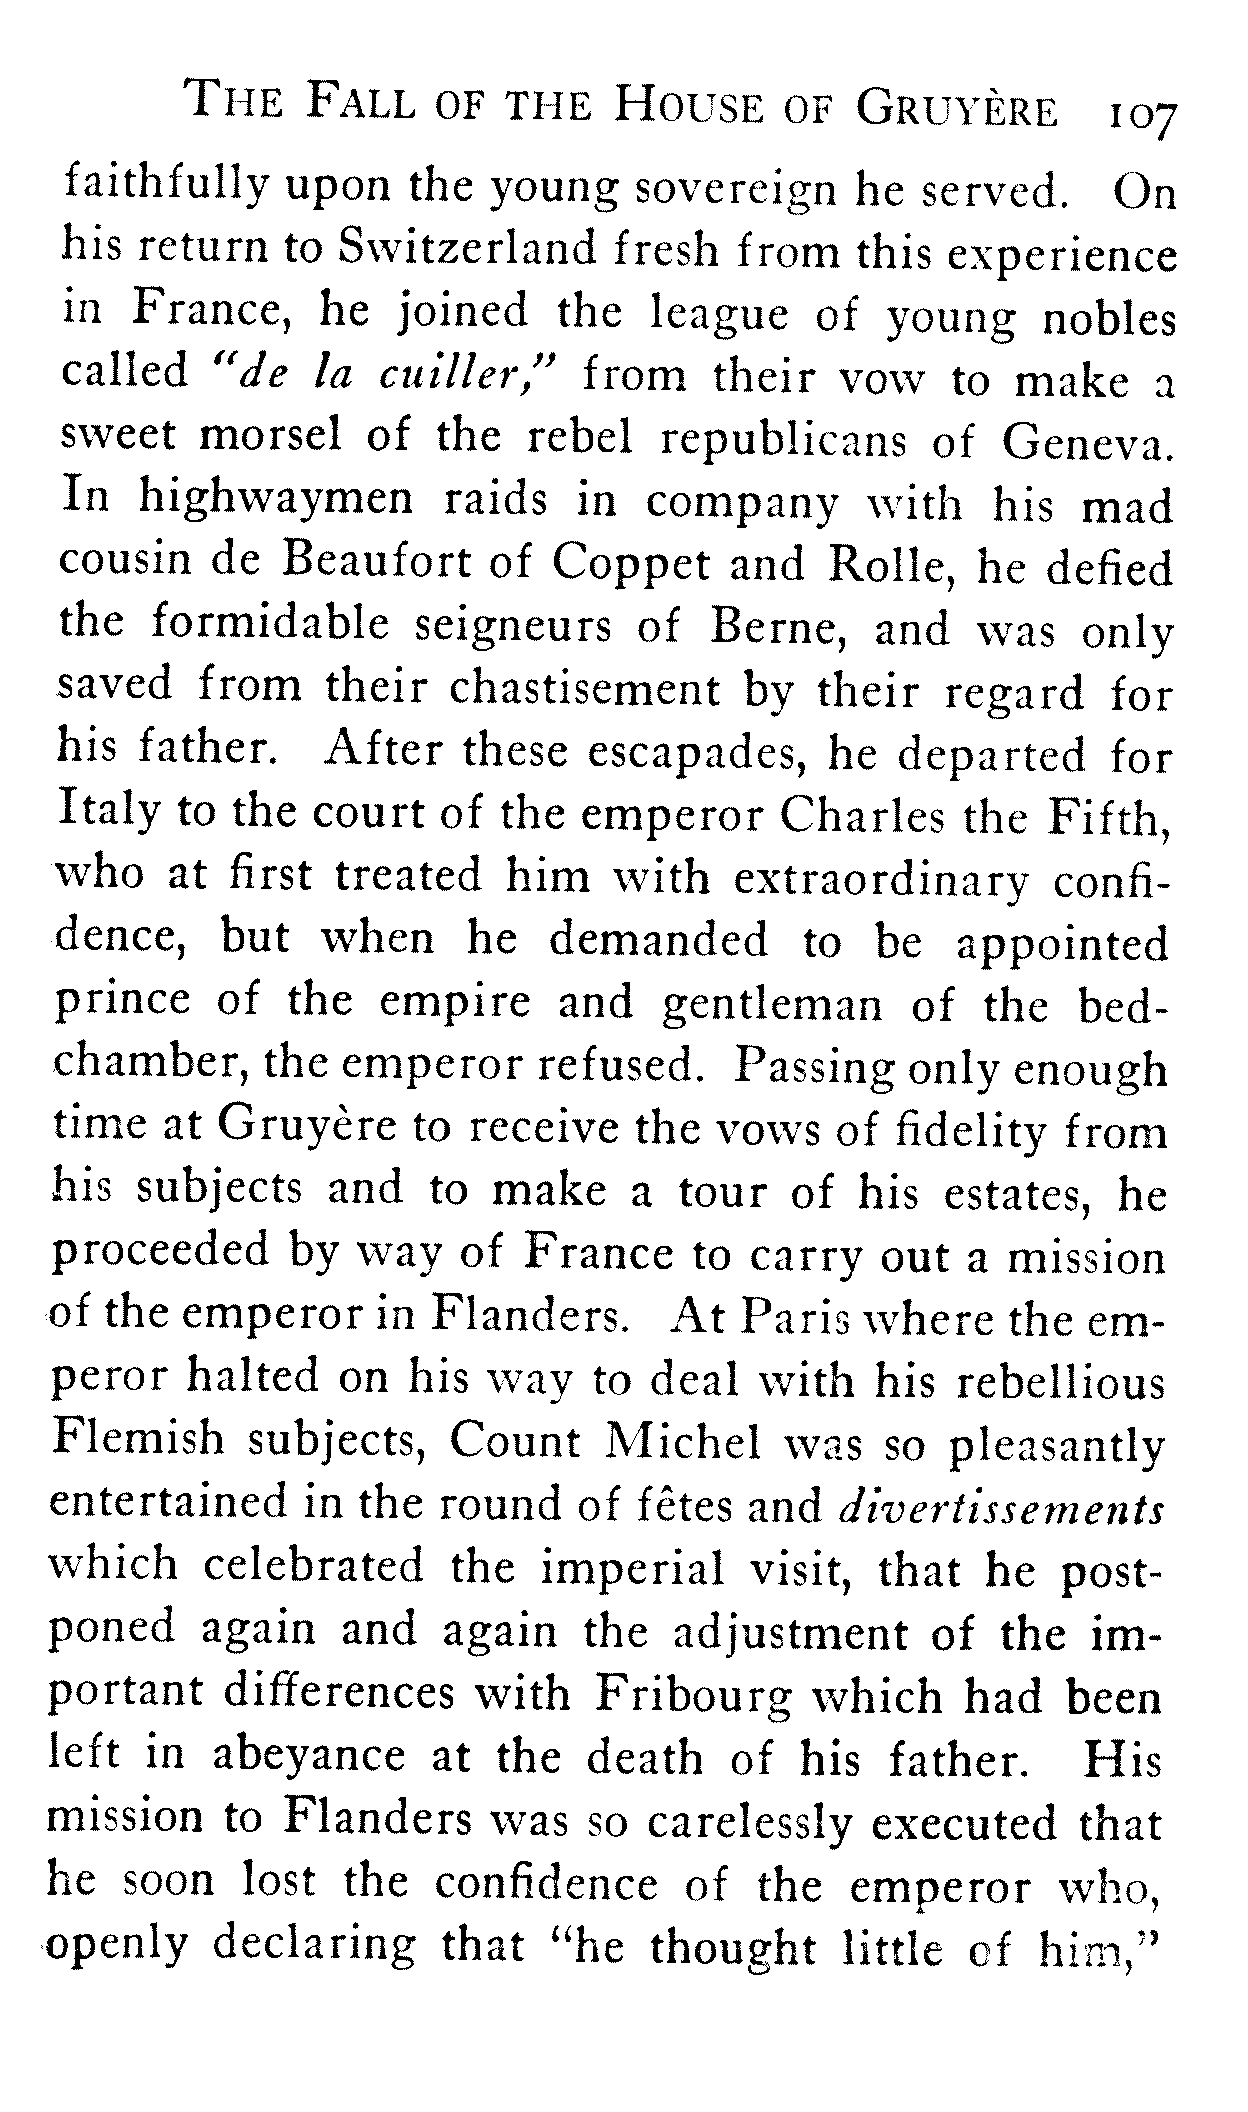 THE FALL OF THE HOUSE OF GRUYÈRE 107
faithfully upon the young sovereign he served. On
his return to Switzerland fresh from this experience
in France, he joined the league of young nobles
called "de la cuiller," from their vow to make a
sweet morsel of the rebel republicans of Geneva.
In highwaymen raids in company with his mad
cousin de Beaufort of Coppet and Rolle, he defied
the formidable seigneurs of Berne, and was only
saved from their chastisement by their regard for
his father. After these escapades, he departed for
Italy to the court of the emperor Charles the Fifth,
who at first treated him with extraordinary confi-
dence, but when he demanded to be appointed
prince of the empire and gentleman of the bed-
chamber, the emperor refused. Passing only enough
time at Gruyère to receive the vows of fidelity from
his subjects and to make a tour of his estates, he
proceeded by way of France to carry out a mission
of the emperor in Flanders. At Paris where the em-
peror halted on his way to deal with his rebellious
Flemish subjects, Count Michel was so pleasantly
entertained in the round of fêtes and divertissements
which celebrated the imperial visit, that he post-
poned again and again the adjustment of the im-
portant differences with Fribourg which had been
left in abeyance at the death of his father. His
mission to Flanders was so carelessly executed that
he soon lost the confidence of the emperor who,
openly declaring that "he thought little of him,"